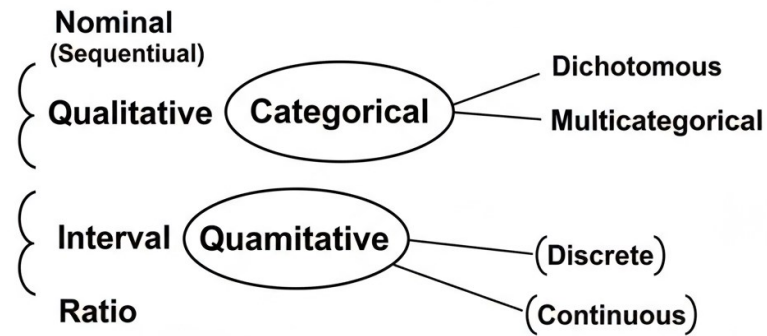 Nominal
(Sequentiual)
Dichotomous
Qualitative Categorical
Multicategorical
Interval Quamitative
(Discrete)
Ratio
(Continuous)